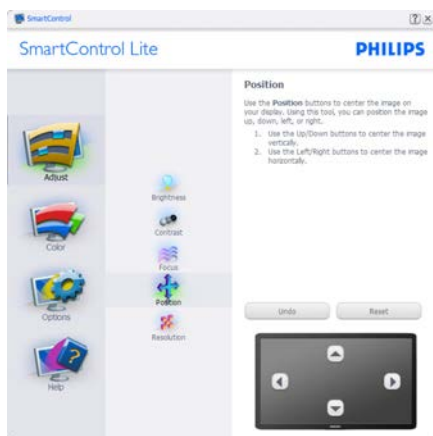 SmartControl
SmartControl Lite
PHILIPS
Adjust
Color
Options
Help
Brightness
Contrast
Focus
Position
Resolution
Position
Use the Position buttons to center the image on
your display. Using this tool, you can position the image
up, down, left, or right.
1. Use the Up/Down buttons to center the image
vertically.
2. Use the Left/Right buttons to center the image
horizontally.
Undo
Reset